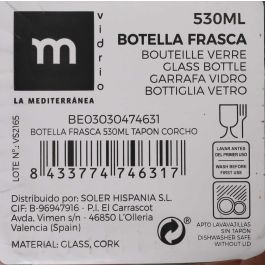 m
vidrio
LA MEDITERRÁNEA
LOTE Nº: VS2165
530ML
BOTELLA FRASCA
BOUTEILLE VERRE
GLASS BOTTLE
GARRAFA VIDRO
BOTTIGLIA VETRO
BE03030474631
BOTELLA FRASCA 530ML TAPON CORCHO
8 433774 746317
LAVAR ANTES
DEL PRIMER USO
WASH BEFORE
FIRST USE
Distribuido por: SOLER HISPANIA S.L.
CIF: B-96947916 - P.I. El Carrascot
Avda. Vimen s/n - 46850 L'Olleria
Valencia (Spain)
MATERIAL: GLASS, CORK
APTO LAVAVAJILLAS
SIN TAPÓN
DISHWASHER SAFE
WITHOUT LID